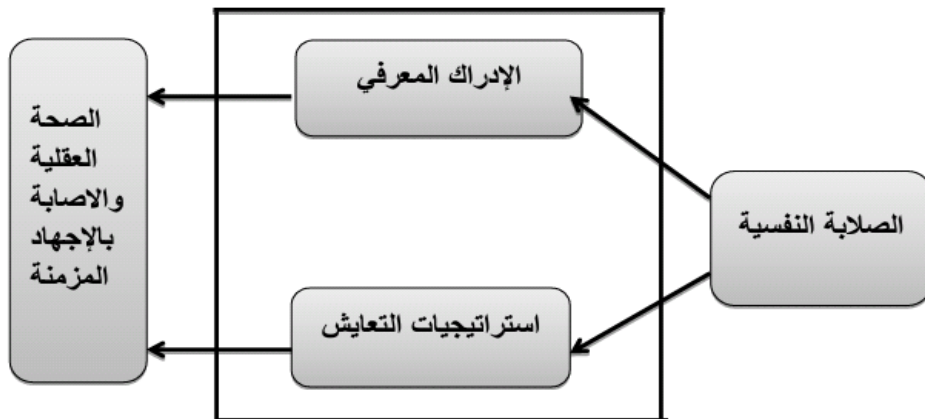 الصلابة النفسية
الإدراك المعرفي
استراتيجيات التعايش
الصحة
العقلية
والاصابة
بالإجهاد
المزمنة